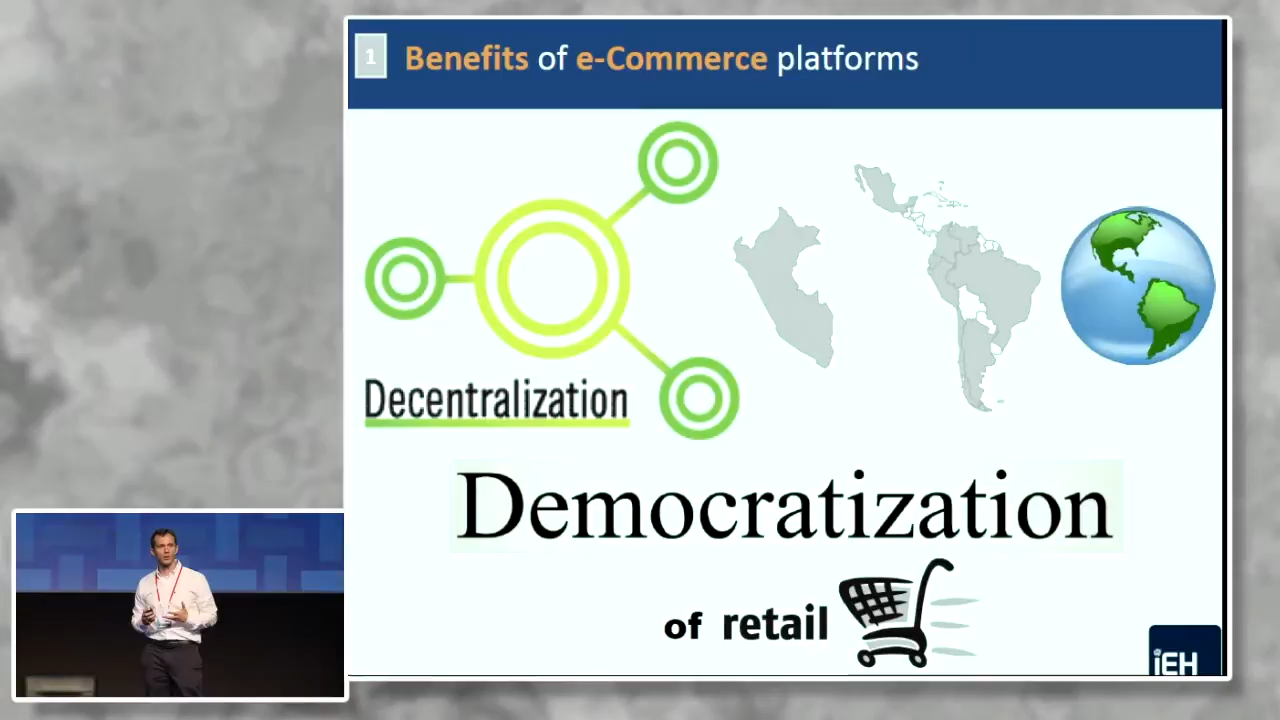 1
Benefits of e-Commerce platforms
Decentralization
Democratization
of retail
iEH